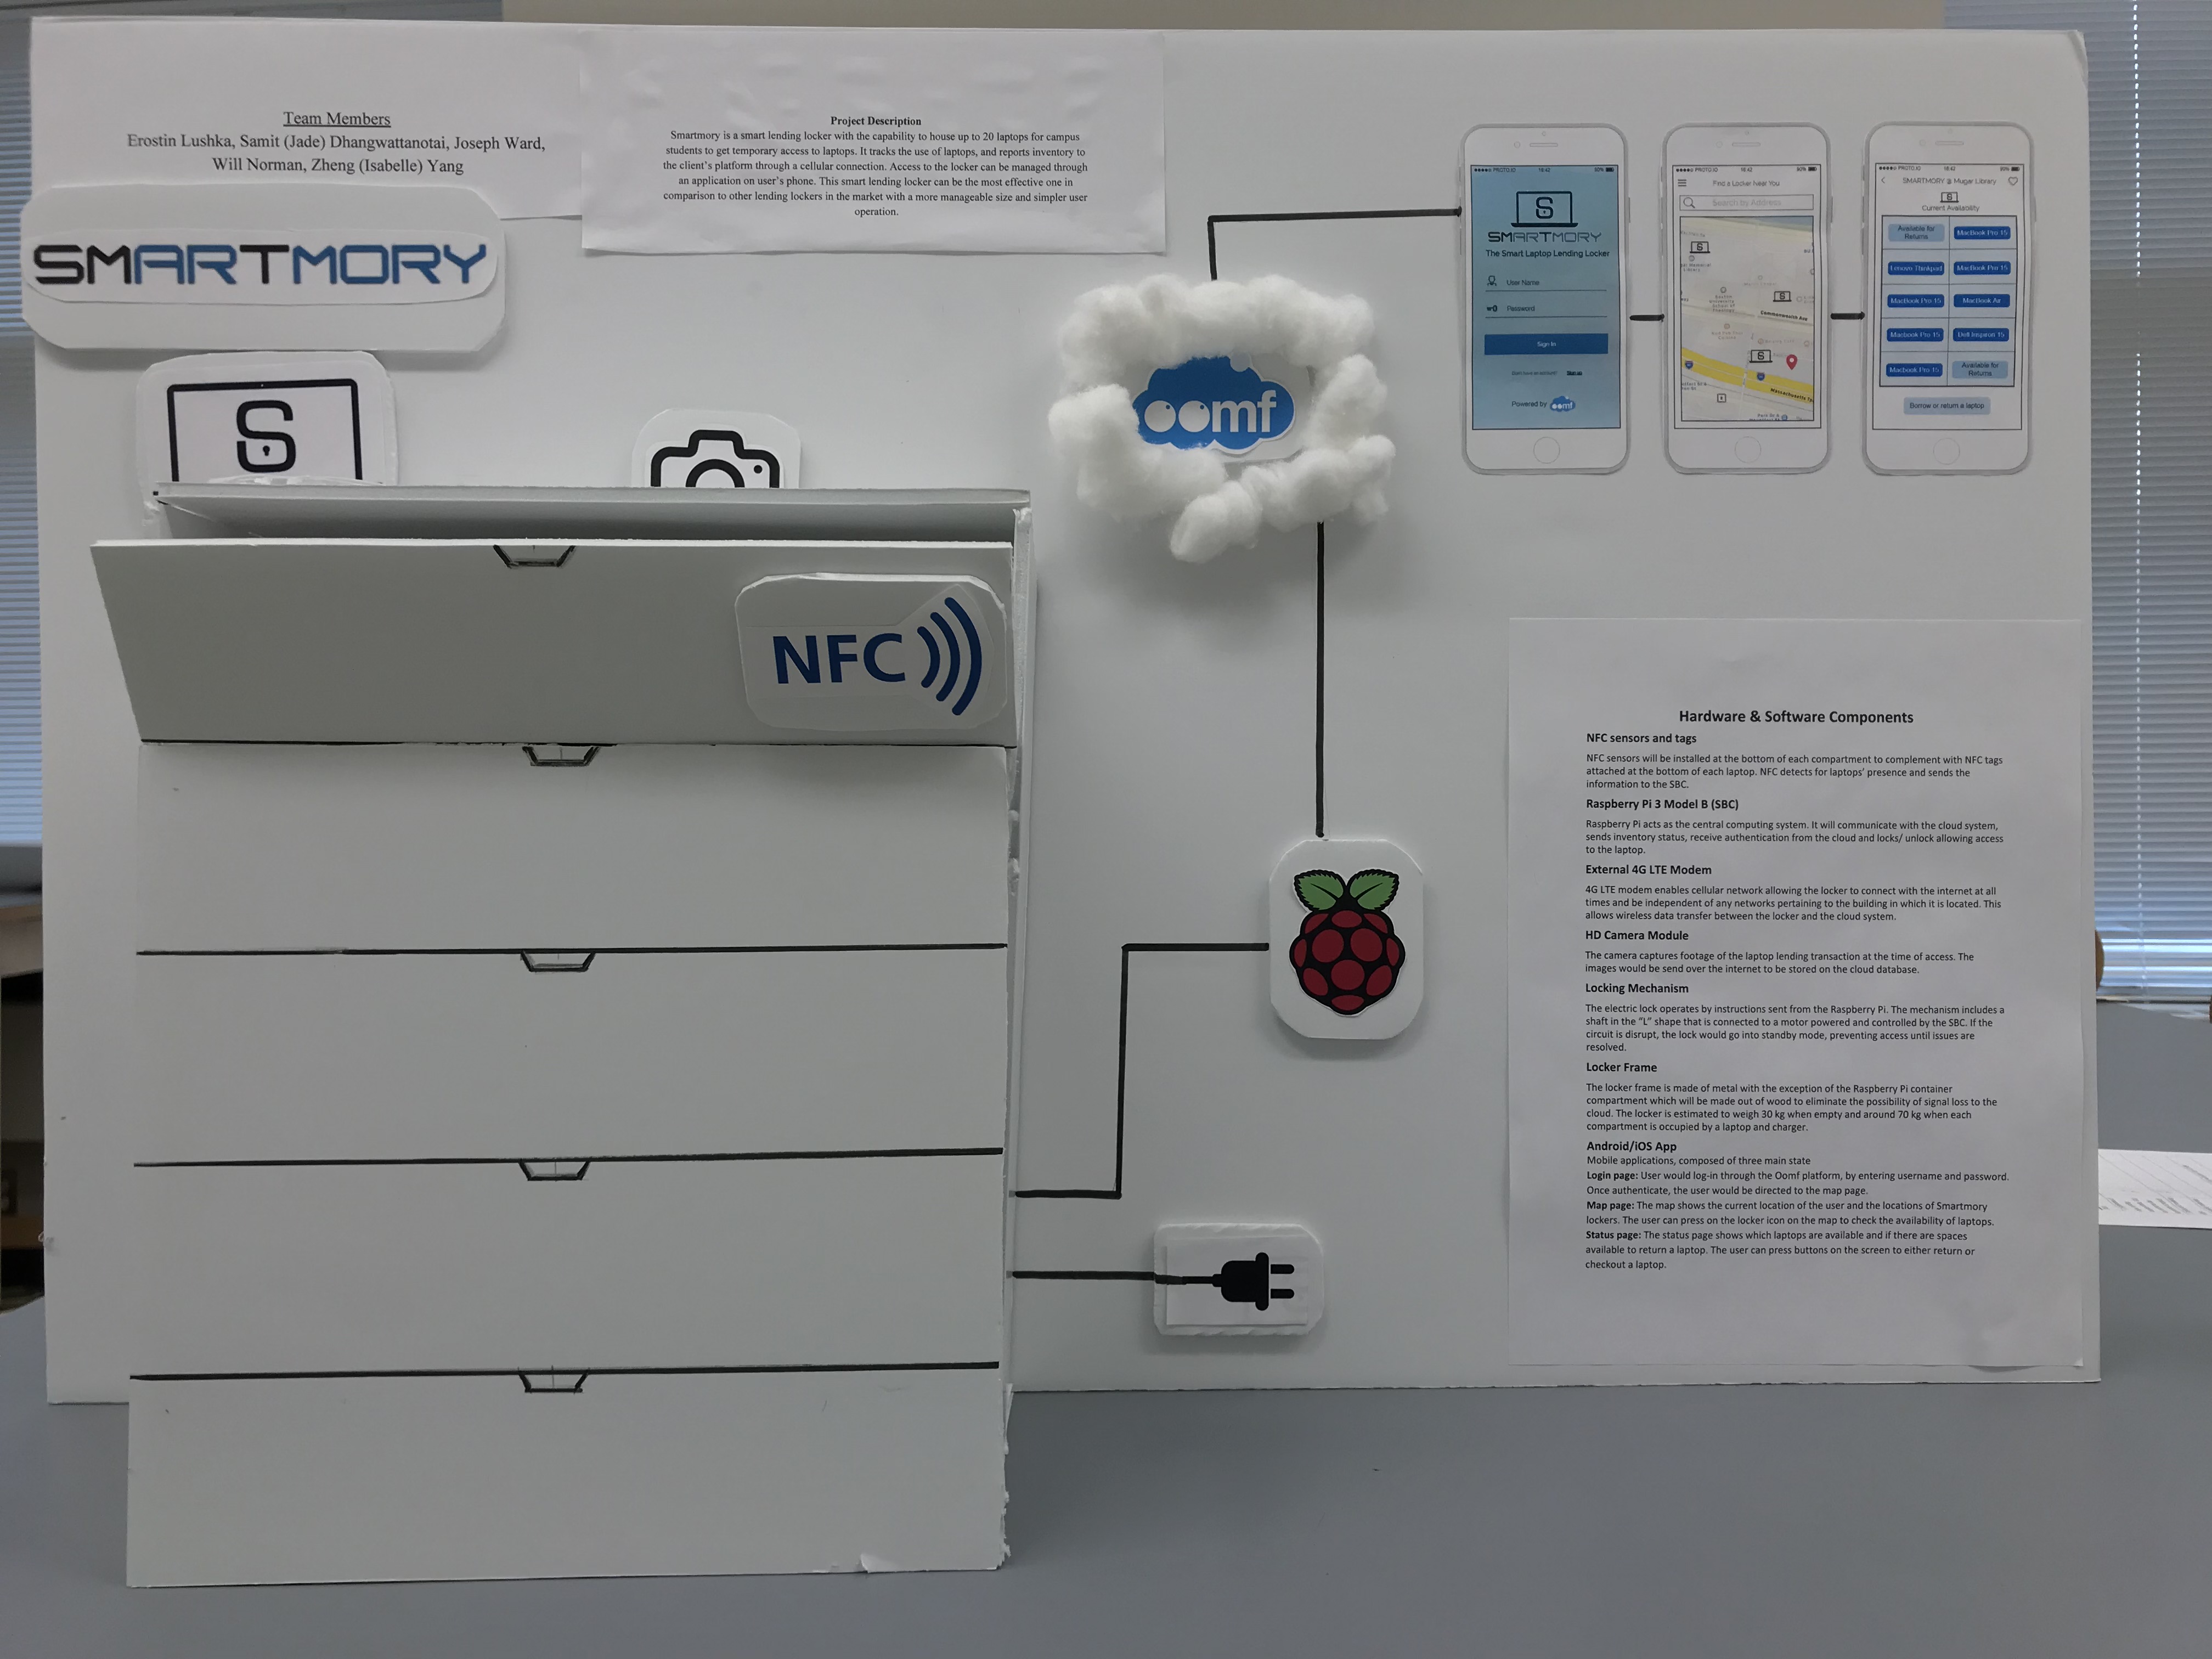 Team Members
Erostin Lushka, Samit (Jade) Dhangwattanotai, Joseph Ward,
Will Norman, Zheng (Isabelle) Yang
Project Description
Smartmory is a smart lending locker with the capability to house up to 20 laptops for campus
students to get temporary access to laptops. It tracks the use of laptops, and reports inventory to
the client's platform through a cellular connection. Access to the locker can be managed through
an application on user's phone. This smart lending locker can be the most effective one in
comparison to other lending lockers in the market with a more manageable size and simpler user
operation.
SMARTMORY
S
oomf
PROTO.IO 18:42 90%
S
SMARTMORY
The Smart Laptop Lending Locker
User Name
Password
Sign In
Don't have an account? Sign up
Powered by oomf
PROTO.IO 18:42 90%
Find a Locker Near You
Search by Address
S
S
Commonwealth Ave
S
PROTO.IO 18:42 90%
SMARTMORY @ Mugar Library
S
Current Availability
Available for Returns
MacBook Pro 15
Lenovo Thinkpad
MacBook Pro 15
MacBook Pro 15
MacBook Air
Macbook Pro 15
Dell Inspiron 15
Macbook Pro 15
Available for Returns
Borrow or return a laptop
NFC
Hardware & Software Components
NFC sensors and tags
NFC sensors will be installed at the bottom of each compartment to complement with NFC tags
attached at the bottom of each laptop. NFC detects for laptops' presence and sends the
information to the SBC.
Raspberry Pi 3 Model B (SBC)
Raspberry Pi acts as the central computing system. It will communicate with the cloud system,
sends inventory status, receive authentication from the cloud and locks/ unlock allowing access
to the laptop.
External 4G LTE Modem
4G LTE modem enables cellular network allowing the locker to connect with the internet at all
times and be independent of any networks pertaining to the building in which it is located. This
allows wireless data transfer between the locker and the cloud system.
HD Camera Module
The camera captures footage of the laptop lending transaction at the time of access. The
images would be send over the internet to be stored on the cloud database.
Locking Mechanism
The electric lock operates by instructions sent from the Raspberry Pi. The mechanism includes a
shaft in the "L" shape that is connected to a motor powered and controlled by the SBC. If the
circuit is disrupt, the lock would go into standby mode, preventing access until issues are
resolved.
Locker Frame
The locker frame is made of metal with the exception of the Raspberry Pi container
compartment which will be made out of wood to eliminate the possibility of signal loss to the
cloud. The locker is estimated to weigh 30 kg when empty and around 70 kg when each
compartment is occupied by a laptop and charger.
Android/iOS App
Mobile applications, composed of three main state
Login page: User would log-in through the Oomf platform, by entering username and password.
Once authenticate, the user would be directed to the map page.
Map page: The map shows the current location of the user and the locations of Smartmory
lockers. The user can press on the locker icon on the map to check the availability of laptops.
Status page: The status page shows which laptops are available and if there are spaces
available to return a laptop. The user can press buttons on the screen to either return or
checkout a laptop.